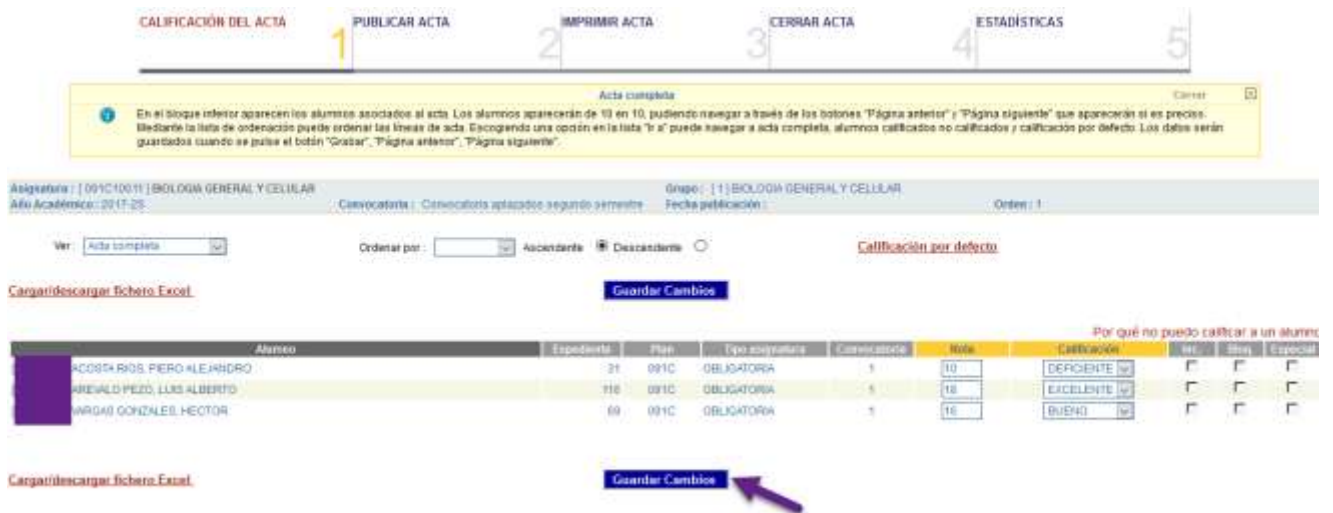 CALIFICACIÓN DEL ACTA 1 PUBLICAR ACTA 2 IMPRIMIR ACTA 3 CERRAR ACTA 4 ESTADÍSTICAS 5
Acta completa Cerrar
En el bloque inferior aparecen los alumnos asociados al acta. Los alumnos aparecerán de 10 en 10, pudiendo navegar a través de los botones "Página anterior" y "Página siguiente" que aparecerán si es preciso.
Mediante la lista de ordenación puede ordenar las líneas de acta. Escogiendo una opción en la lista "Ir a" puede navegar a acta completa, alumnos calificados no calificados y calificación por defecto. Los datos serán
guardados cuando se pulse el botón "Grabar", "Página anterior", "Página siguiente".
Asignatura : [ 091C10011 ] BIOLOGIA GENERAL Y CELULAR Grupo : [ 1 ] BIOLOGIA GENERAL Y CELULAR
Año Académico : Convocatoria : Convocatoria aplazados segundo semestre Fecha publicación : Orden : 1
Ver: Acta completa Ordenar por : Ascendente Descendente Calificación por defecto
Cargar/descargar fichero Excel Guardar Cambios
Por qué no puedo calificar a un alumno
Alumno Expediente Plan Tipo asignatura Convocatoria Nota Calificación Bloq Especial
ACOSTA RIOS, PIERO ALEJANDRO 21 091C OBLIGATORIA 1 10 DEFICIENTE
AREVALO PEZO, LUIS ALBERTO 091C OBLIGATORIA 1 18 EXCELENTE
VARGAS GONZALES, HECTOR 69 091C OBLIGATORIA 1 16 BUENO
Cargar/descargar fichero Excel Guardar Cambios